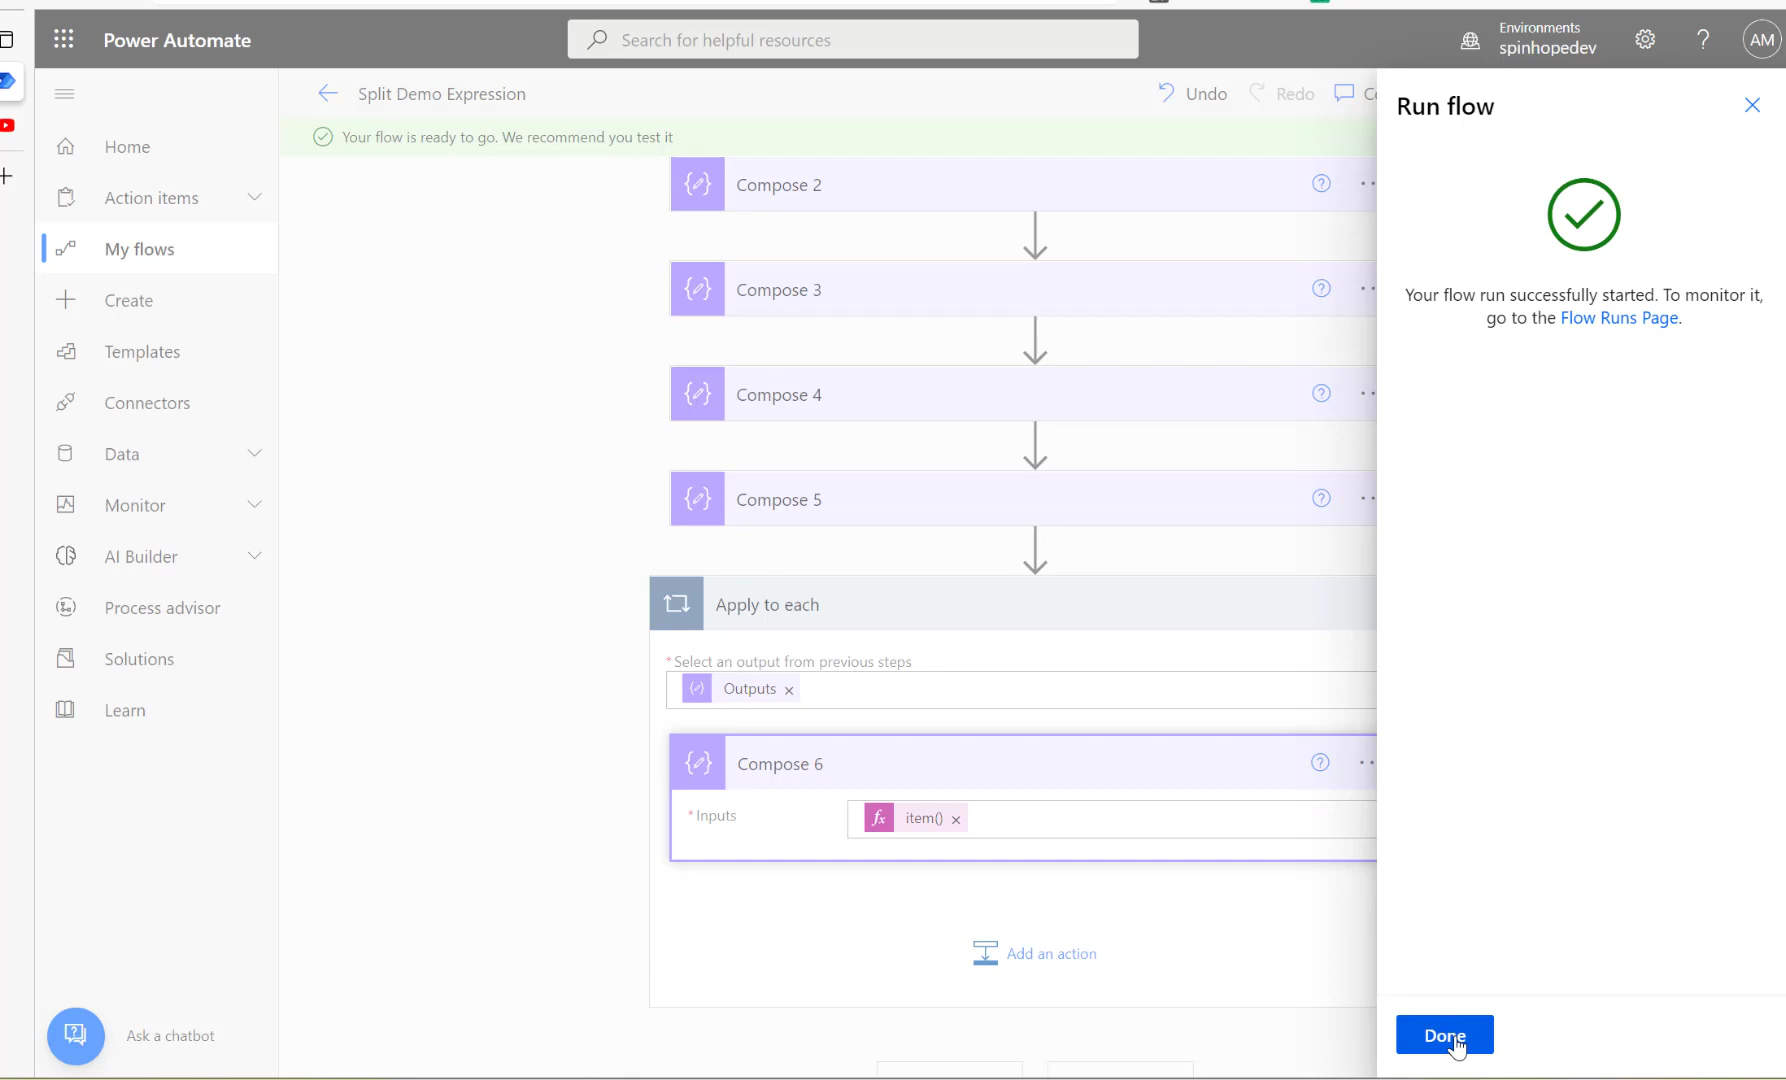 Power Automate
Search for helpful resources
Environments
spinhopedev
AM
Split Demo Expression
Undo
Redo
Your flow is ready to go. We recommend you test it
Home
Action items
My flows
Create
Templates
Connectors
Data
Monitor
AI Builder
Process advisor
Solutions
Learn
Ask a chatbot
Compose 2
Compose 3
Compose 4
Compose 5
Apply to each
* Select an output from previous steps
Outputs ×
Compose 6
* Inputs
fx item() ×
Add an action
Run flow
Your flow run successfully started. To monitor it,
go to the Flow Runs Page.
Done